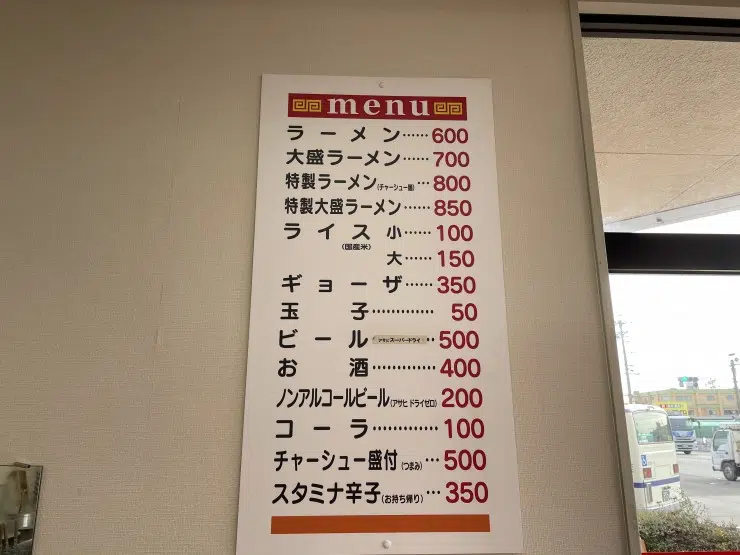 menu
ラーメン……600
大盛ラーメン……700
特製ラーメン(チャーシュー麺)…800
特製大盛ラーメン……850
ライス 小……100
(国産米)
大……150
ギョーザ……350
玉子…………50
ビール アサヒスーパードライ…500
お酒…………400
ノンアルコールビール(アサヒ ドライゼロ)200
コーラ…………100
チャーシュー盛付(つまみ)…500
スタミナ辛子(お持ち帰り)…350